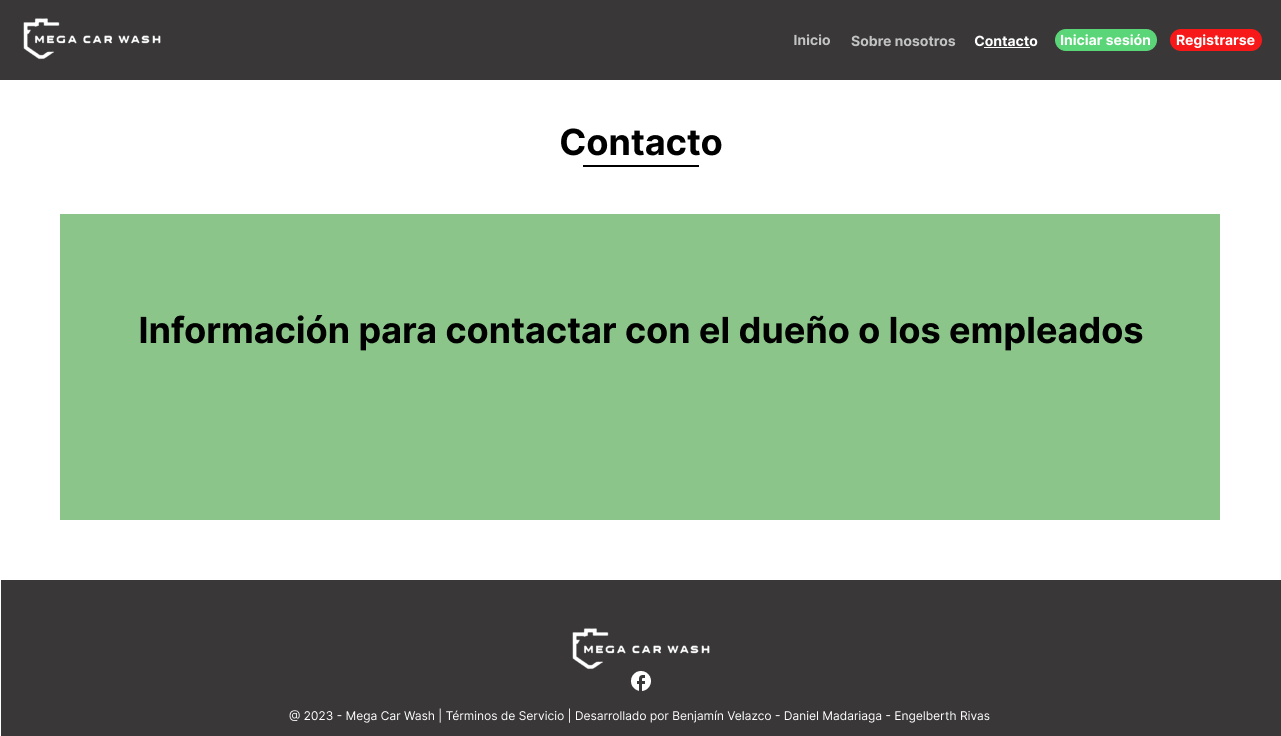 MEGA CAR WASH
Inicio Sobre nosotros Contacto Iniciar sesión Registrarse
Contacto
Información para contactar con el dueño o los empleados
MEGA CAR WASH
@ 2023 - Mega Car Wash | Términos de Servicio | Desarrollado por Benjamín Velazco - Daniel Madariaga - Engelberth Rivas